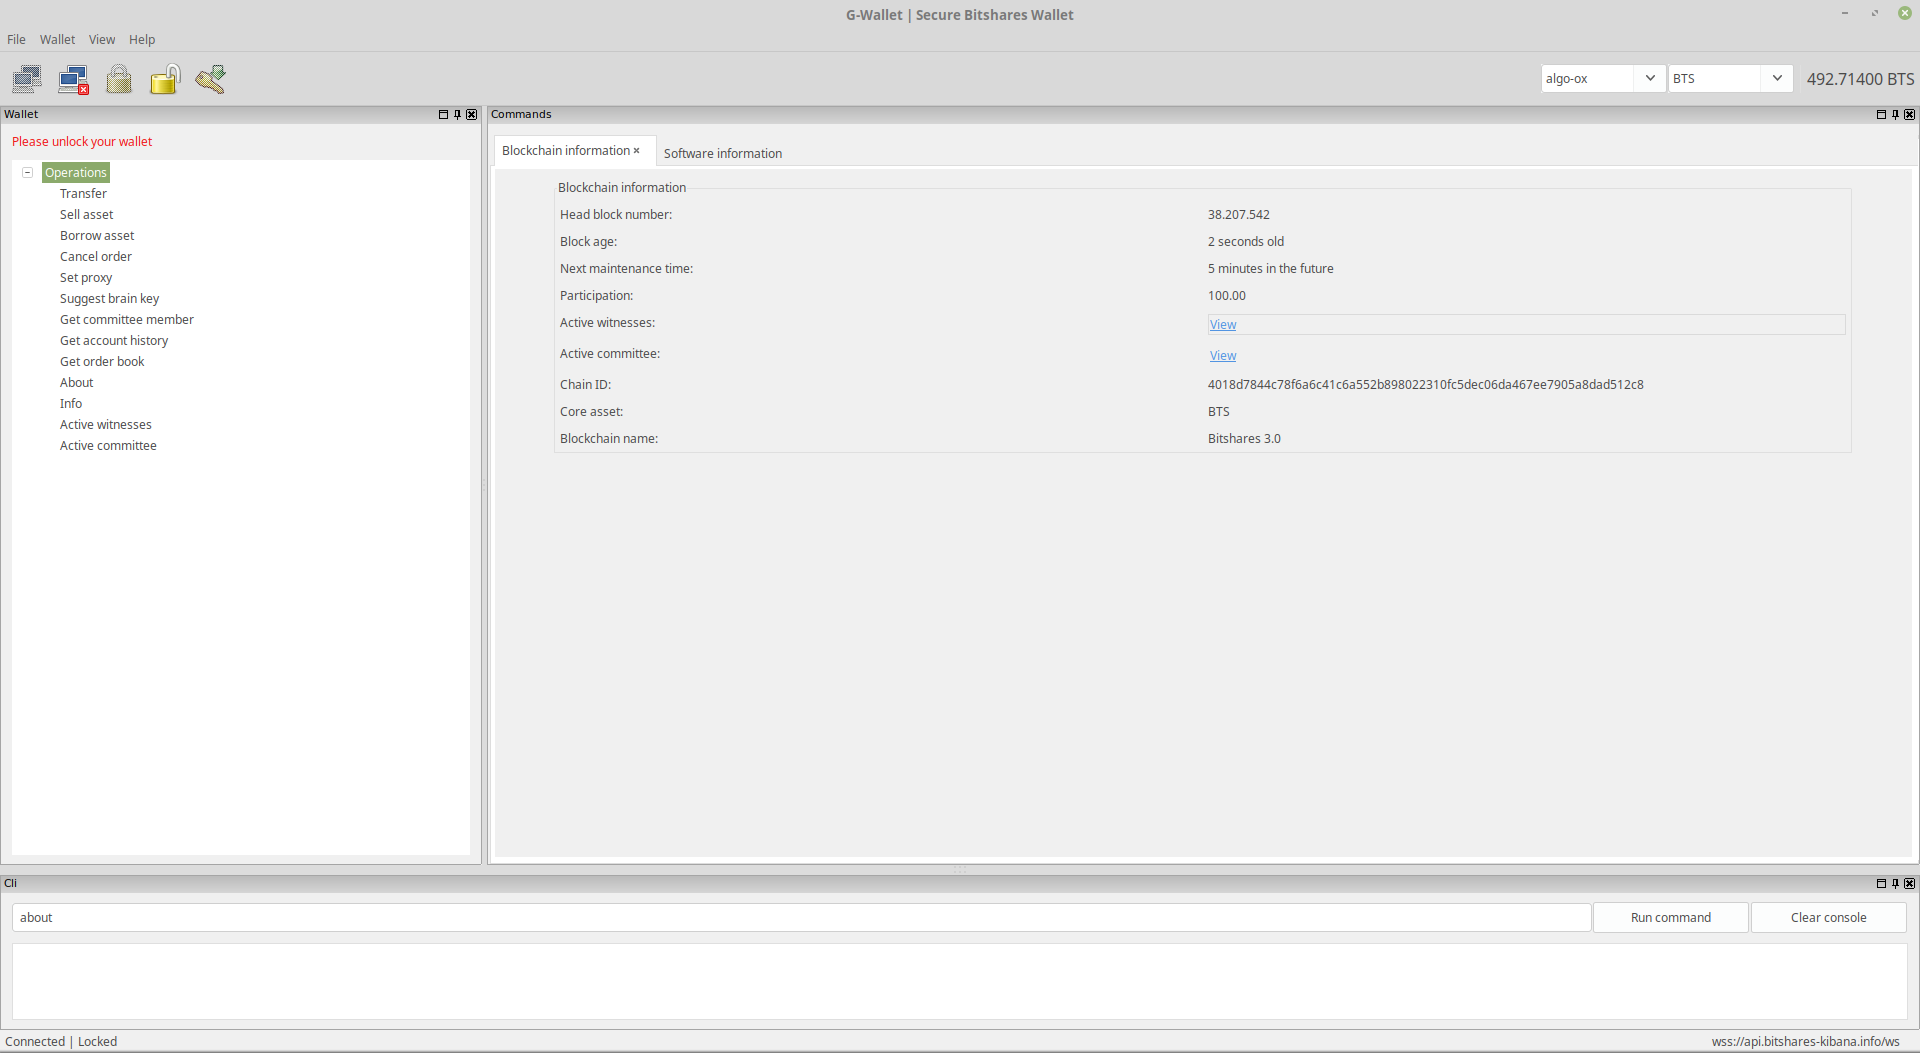 G-Wallet | Secure Bitshares Wallet
File Wallet View Help
algo-ox BTS 492.71400 BTS
Wallet
Please unlock your wallet
Operations
Transfer
Sell asset
Borrow asset
Cancel order
Set proxy
Suggest brain key
Get committee member
Get account history
Get order book
About
Info
Active witnesses
Active committee
Commands
Blockchain information × Software information
Blockchain information
Head block number: 38.207.542
Block age: 2 seconds old
Next maintenance time: 5 minutes in the future
Participation: 100.00
Active witnesses: View
Active committee: View
Chain ID: 4018d7844c78f6a6c41c6a552b898022310fc5dec06da467ee7905a8dad512c8
Core asset: BTS
Blockchain name: Bitshares 3.0
Cli
about Run command Clear console
Connected | Locked wss://api.bitshares-kibana.info/ws